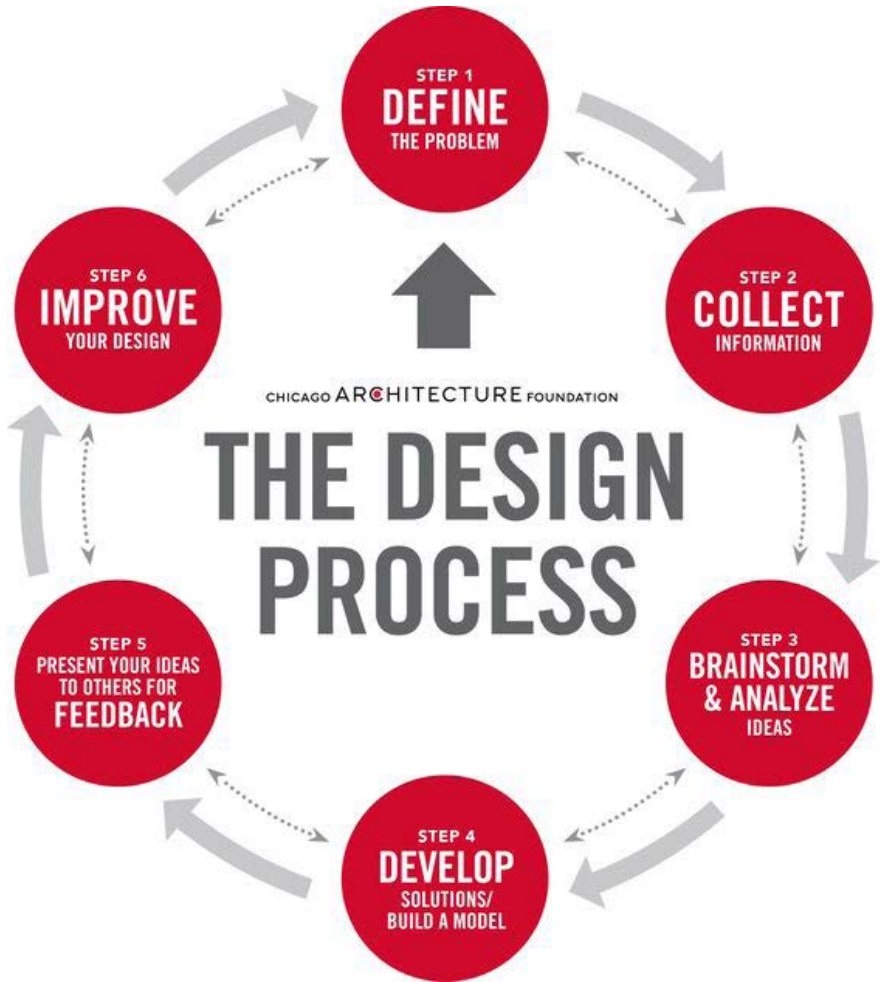 STEP 1
DEFINE
THE PROBLEM
STEP 2
COLLECT
INFORMATION
STEP 3
BRAINSTORM
& ANALYZE
IDEAS
STEP 4
DEVELOP
SOLUTIONS/
BUILD A MODEL
STEP 5
PRESENT YOUR IDEAS
TO OTHERS FOR
FEEDBACK
STEP 6
IMPROVE
YOUR DESIGN
CHICAGO ARCHITECTURE FOUNDATION
THE DESIGN
PROCESS